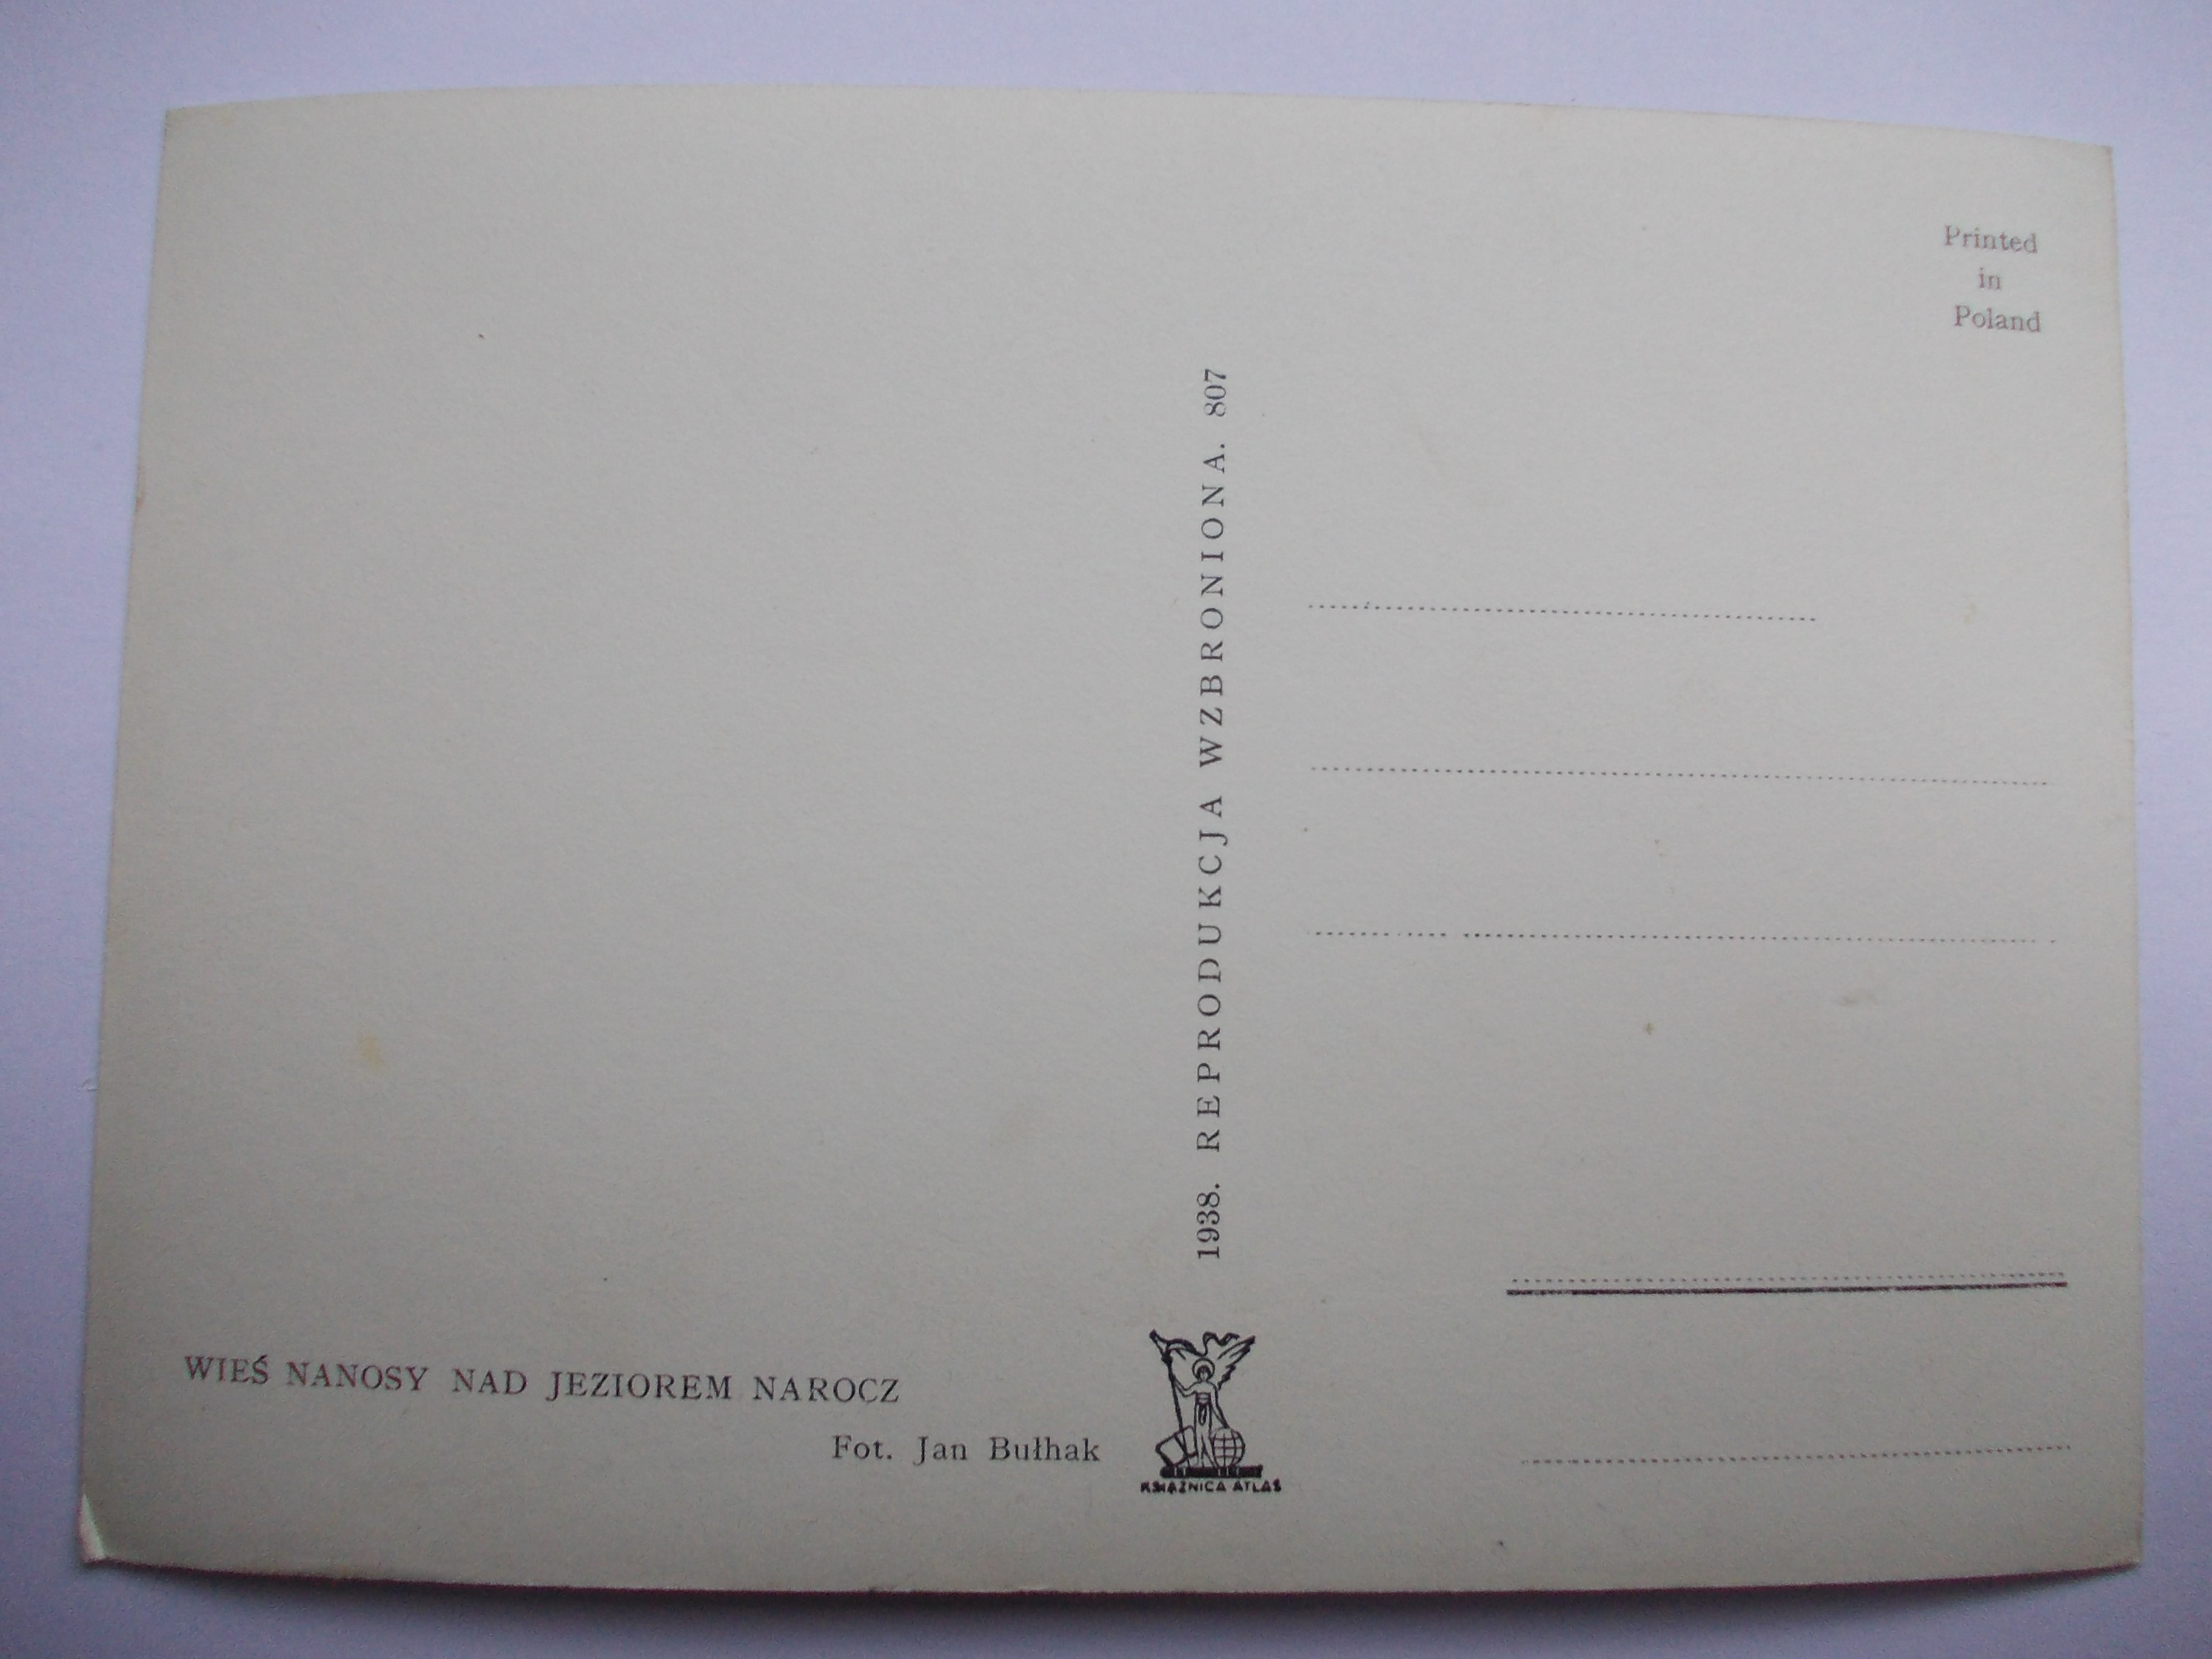 Printed
in
Poland
1938. REPRODUKCJA WZBRONIONA. 807
WIEŚ NANOSY NAD JEZIOREM NAROCZ
Fot. Jan Bułhak
KSIĄŻNICA ATLAS